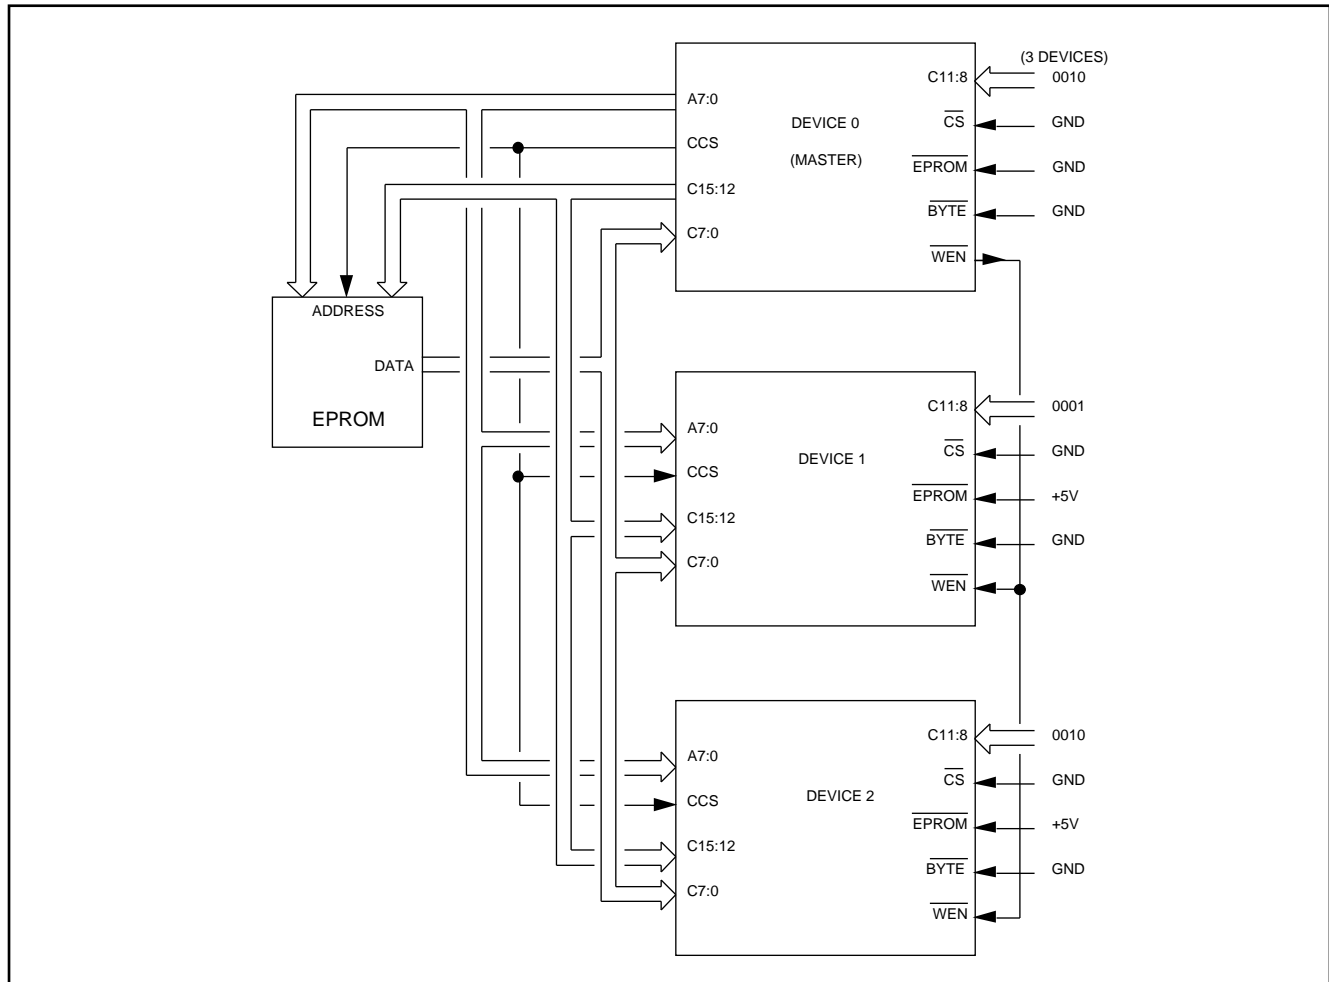 (3 DEVICES)
C11:8
0010
A7:0
DEVICE 0
CS
GND
CCS
(MASTER)
EPROM
GND
C15:12
BYTE
GND
C7:0
WEN
ADDRESS
DATA
EPROM
C11:8
0001
A7:0
CS
GND
DEVICE 1
CCS
EPROM
+5V
C15:12
BYTE
GND
C7:0
WEN
C11:8
0010
A7:0
CS
GND
DEVICE 2
CCS
EPROM
+5V
C15:12
BYTE
GND
C7:0
WEN